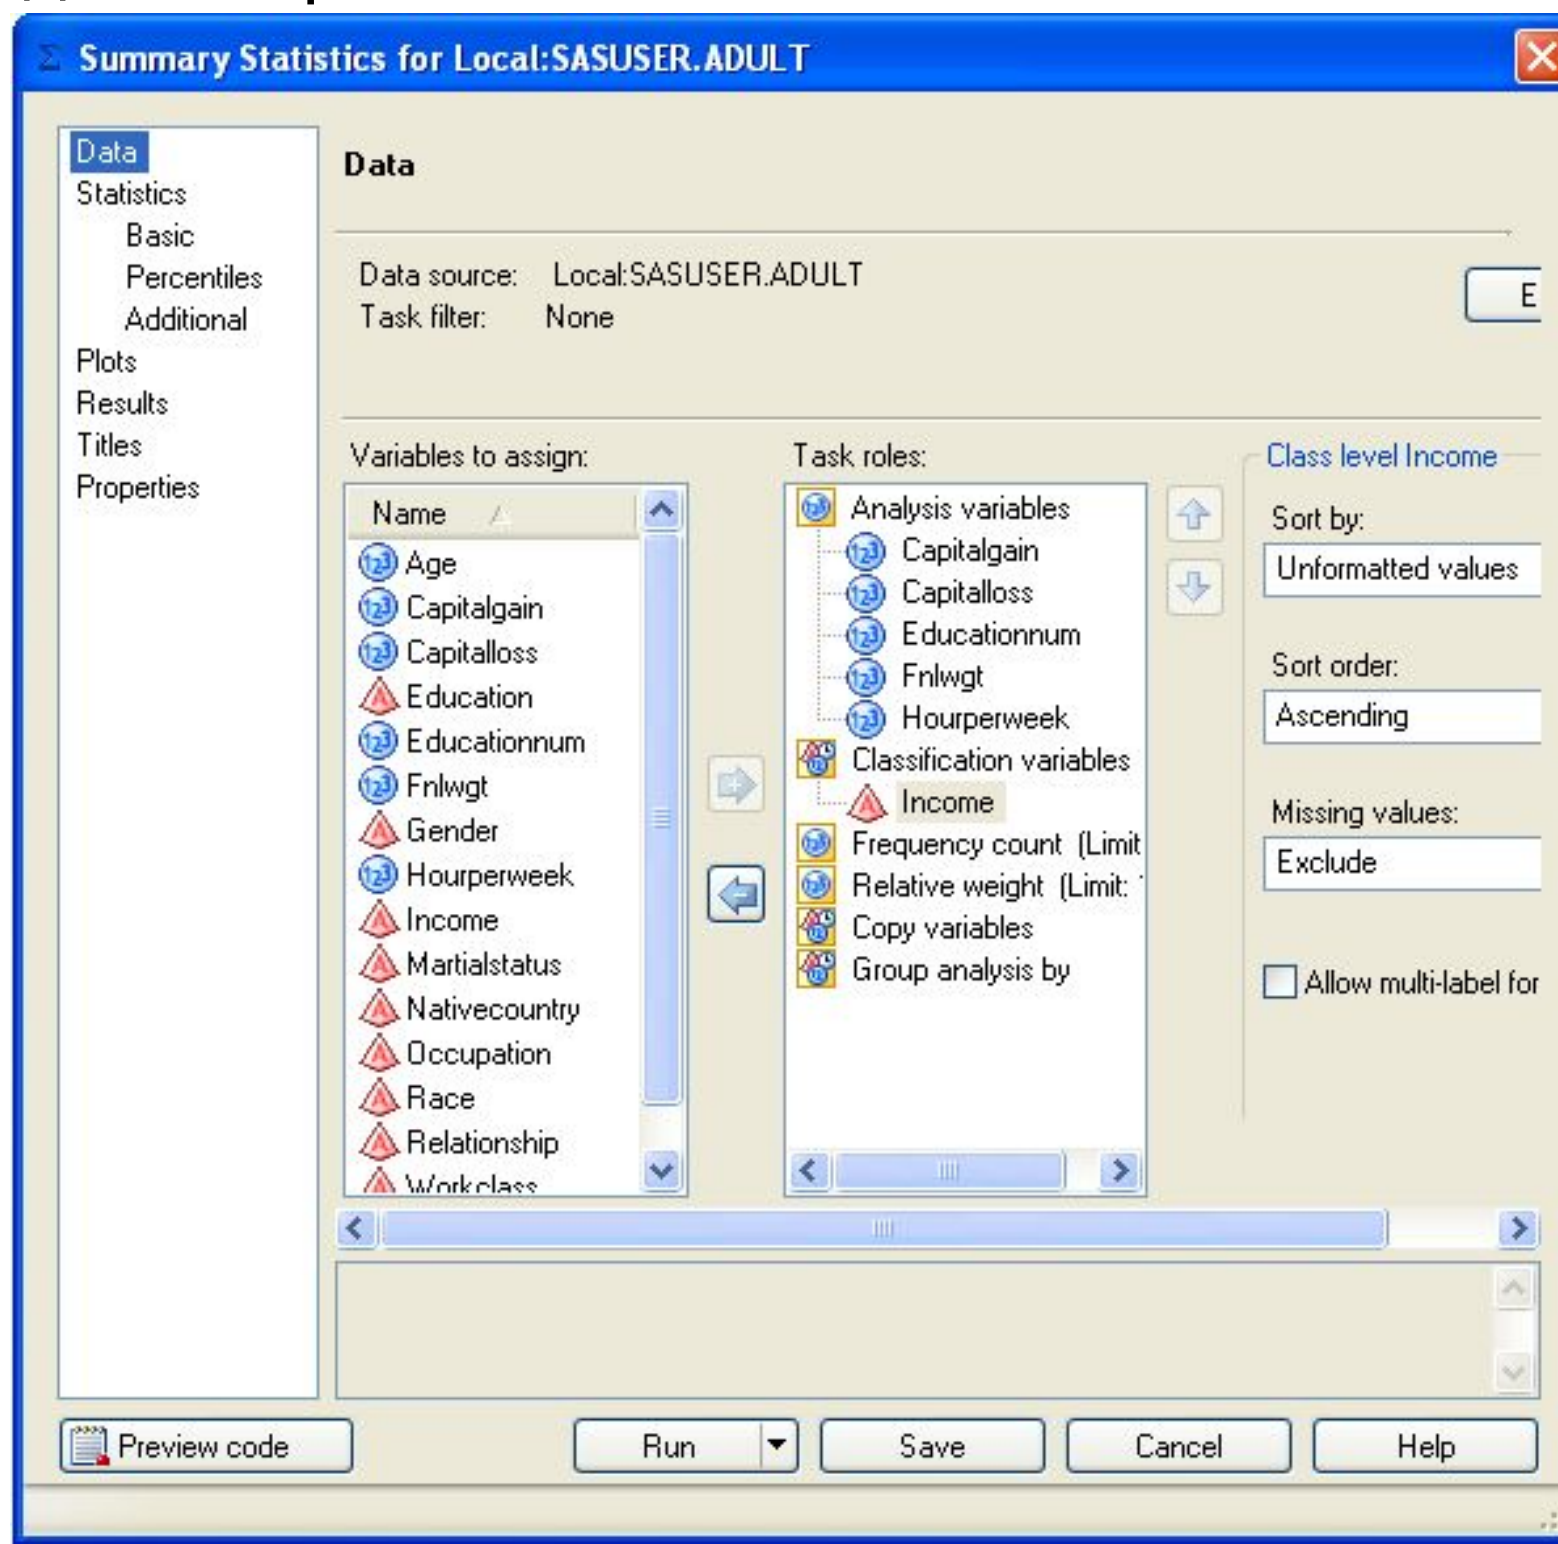 Summary Statistics for Local:SASUSER.ADULT
Data
Statistics
Basic
Percentiles
Additional
Plots
Results
Titles
Properties
Data
Data source: Local:SASUSER.ADULT
Task filter: None
E
Variables to assign:
Name
Age
Capitalgain
Capitalloss
Education
Educationnum
Fnlwgt
Gender
Hourperweek
Income
Martialstatus
Nativecountry
Occupation
Race
Relationship
Workclass
Task roles:
Analysis variables
Capitalgain
Capitalloss
Educationnum
Fnlwgt
Hourperweek
Classification variables
Income
Frequency count (Limit
Relative weight (Limit:
Copy variables
Group analysis by
Class level Income
Sort by:
Unformatted values
Sort order:
Ascending
Missing values:
Exclude
Allow multi-label for
Preview code
Run
Save
Cancel
Help